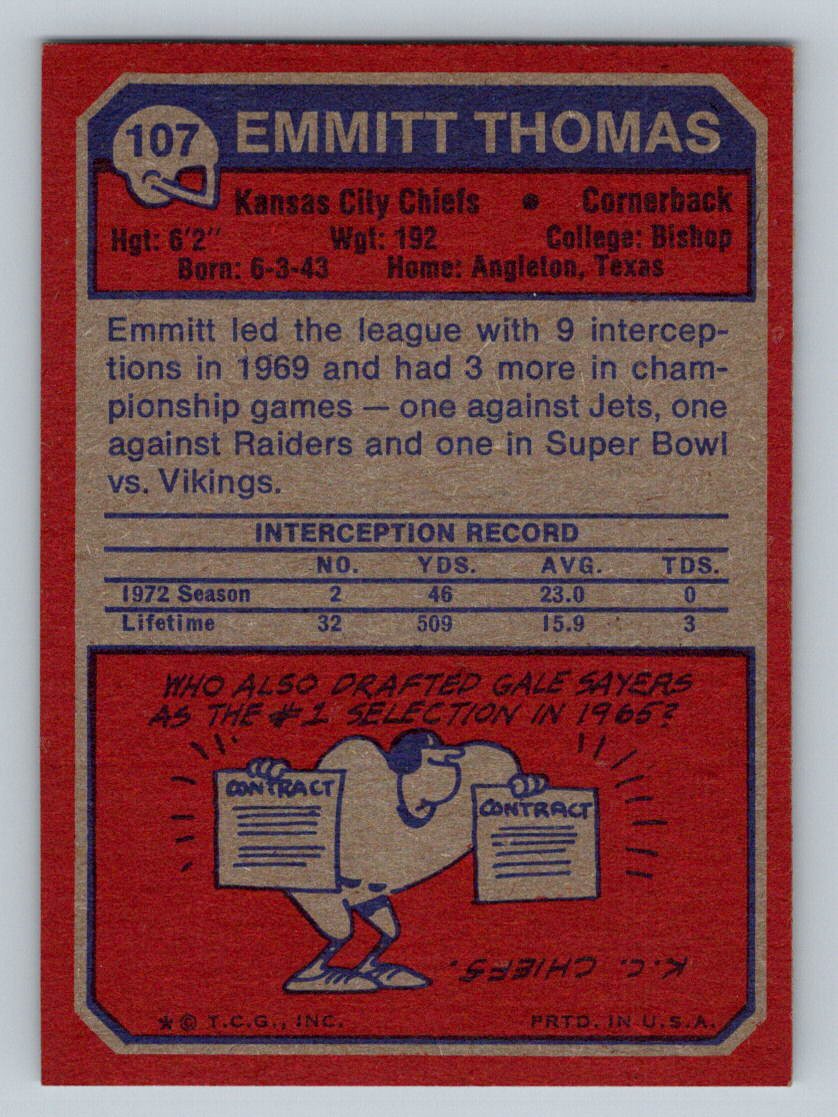 107 EMMITT THOMAS
Kansas City Chiefs • Cornerback
Hgt: 6'2" Wgt: 192 College: Bishop
Born: 6-3-43 Home: Angleton, Texas
Emmitt led the league with 9 intercep-
tions in 1969 and had 3 more in cham-
pionship games — one against Jets, one
against Raiders and one in Super Bowl
vs. Vikings.
INTERCEPTION RECORD
NO. YDS. AVG. TDS.
1972 Season 2 46 23.0 0
Lifetime 32 509 15.9 3
WHO ALSO DRAFTED GALE SAYERS
AS THE #1 SELECTION IN 1965?
CONTRACT
CONTRACT
K.C. CHIEFS.
* © T.C.G., INC. PRTD. IN U.S.A.